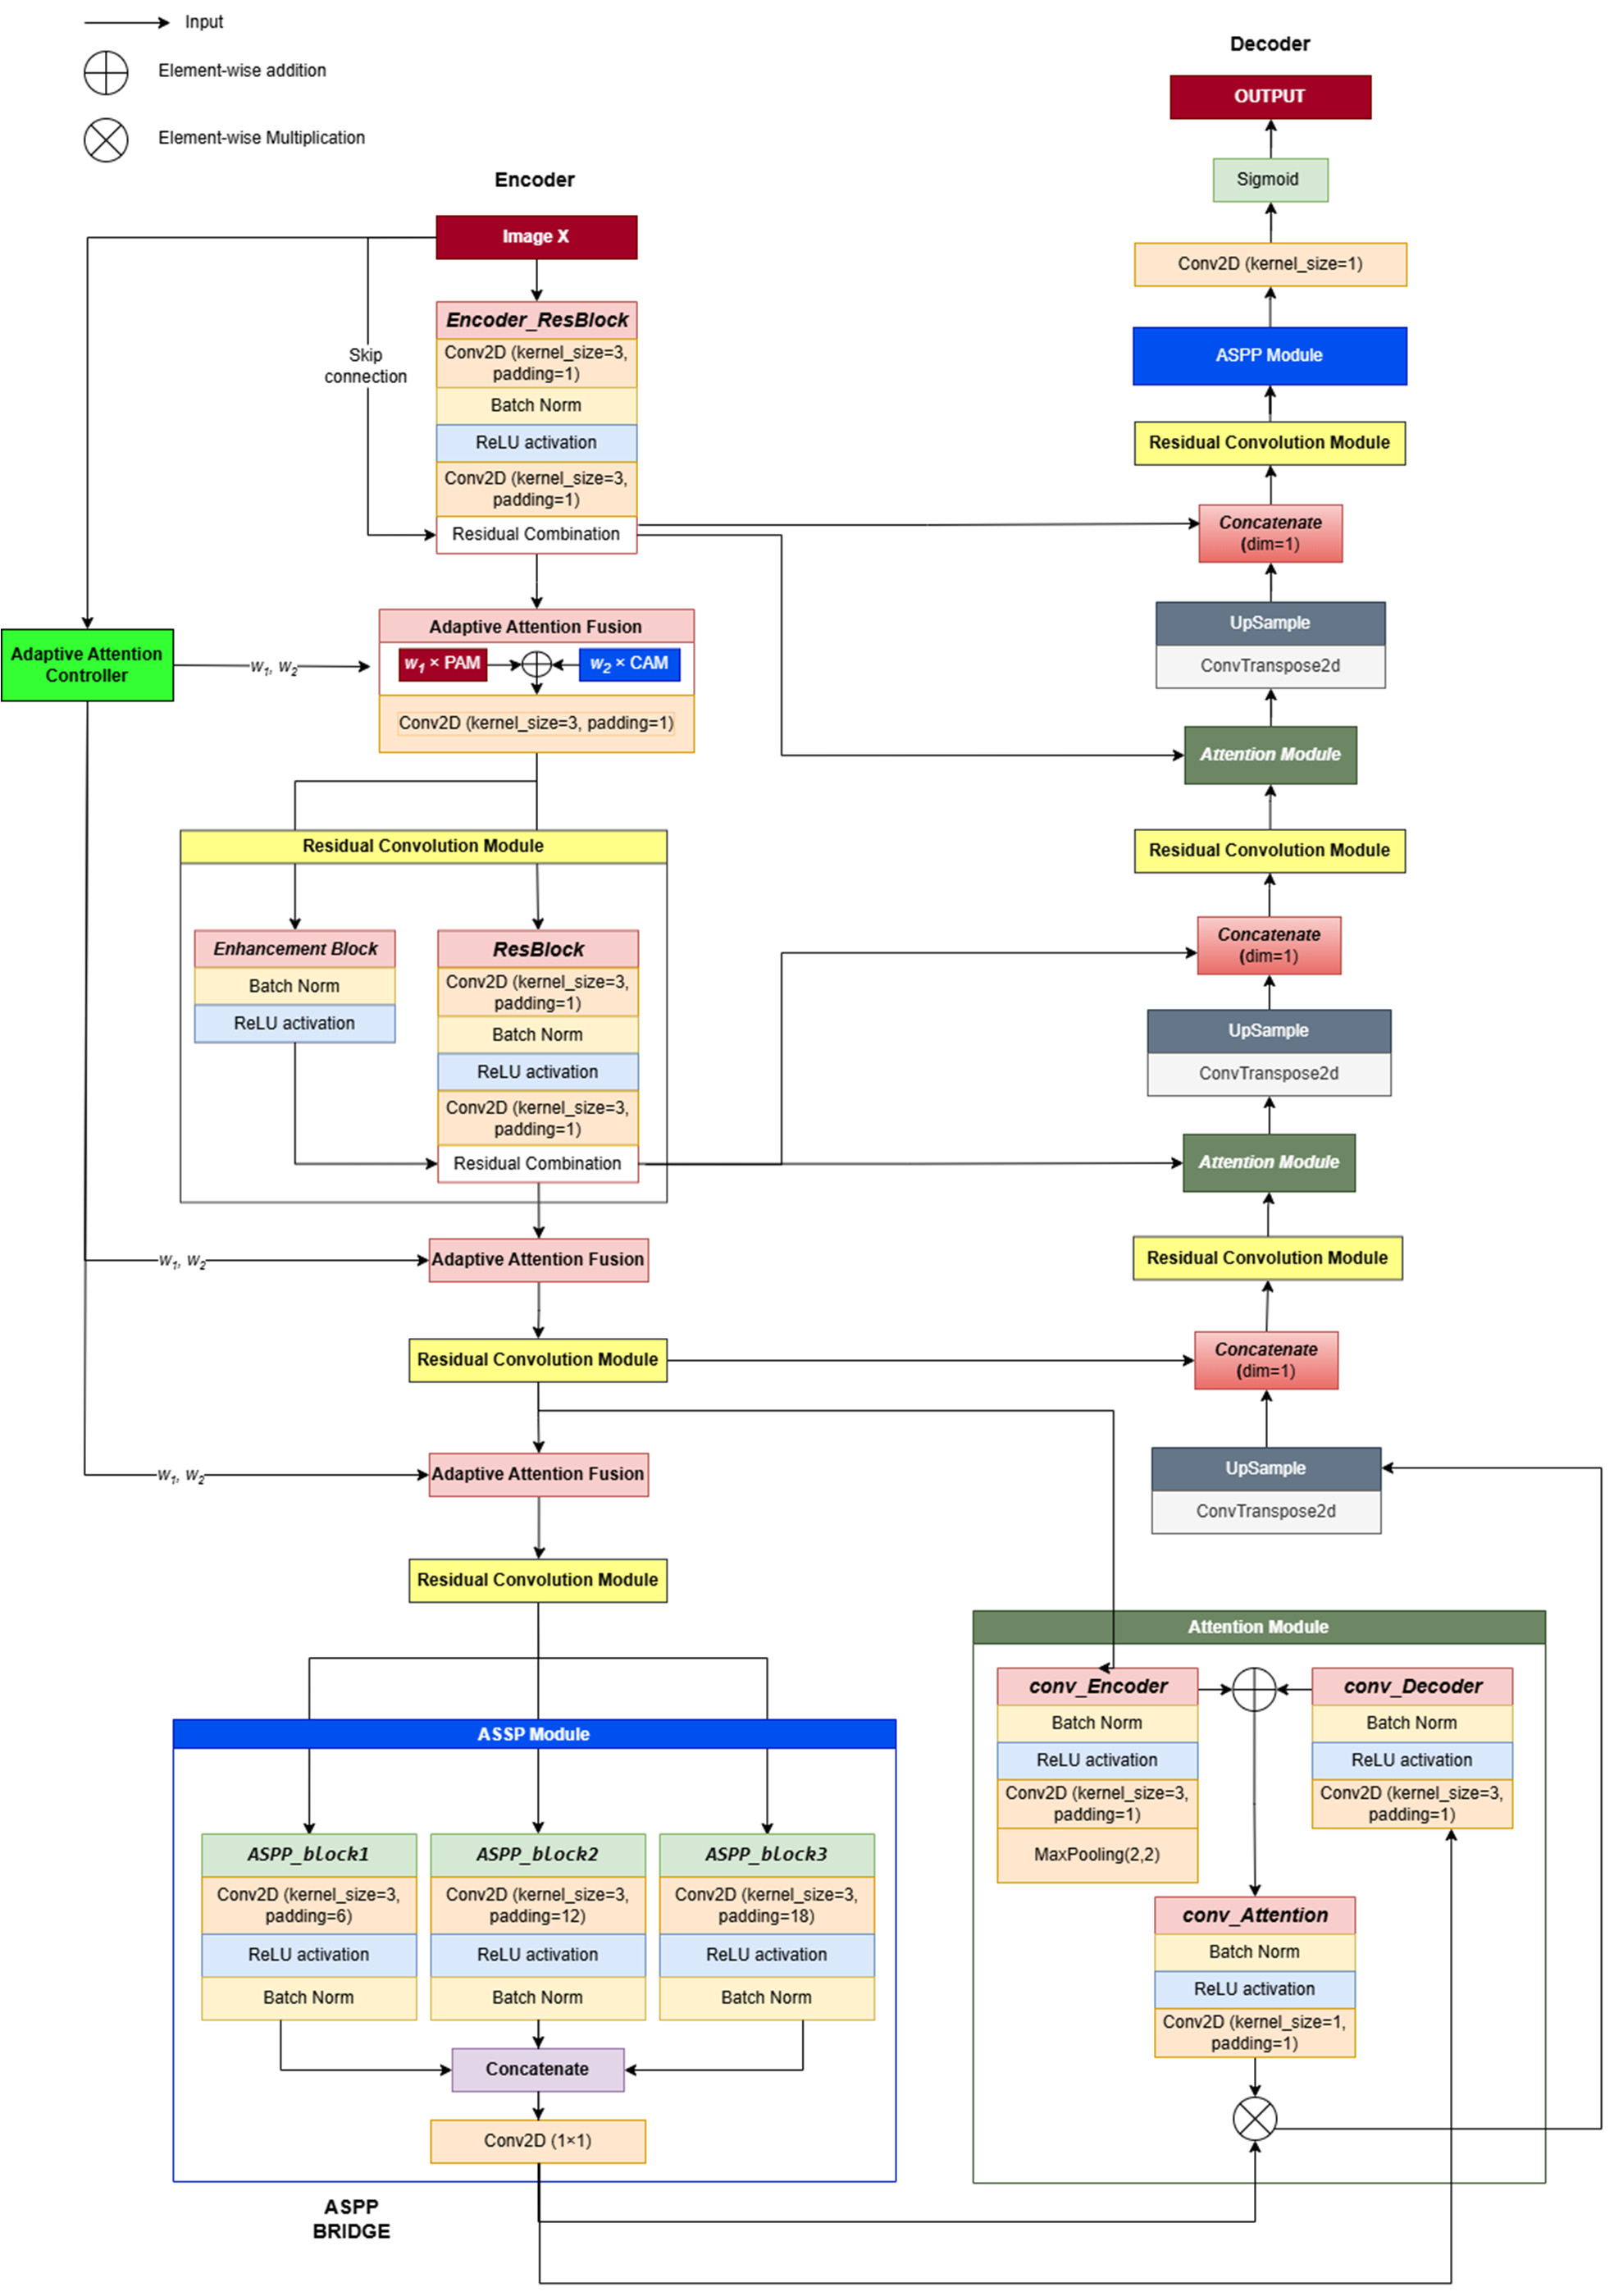 Input
Element-wise addition
Element-wise Multiplication
Encoder
Image X
Encoder_ResBlock
Conv2D (kernel_size=3,
padding=1)
Batch Norm
ReLU activation
Conv2D (kernel_size=3,
padding=1)
Residual Combination
Skip
connection
Adaptive Attention
Controller
w1, w2
Adaptive Attention Fusion
w1 × PAM
w2 × CAM
Conv2D (kernel_size=3, padding=1)
Residual Convolution Module
Enhancement Block
Batch Norm
ReLU activation
ResBlock
Conv2D (kernel_size=3,
padding=1)
Batch Norm
ReLU activation
Conv2D (kernel_size=3,
padding=1)
Residual Combination
w1, w2
Adaptive Attention Fusion
Residual Convolution Module
w1, w2
Adaptive Attention Fusion
Residual Convolution Module
ASSP Module
ASPP_block1
Conv2D (kernel_size=3,
padding=6)
ReLU activation
Batch Norm
ASPP_block2
Conv2D (kernel_size=3,
padding=12)
ReLU activation
Batch Norm
ASPP_block3
Conv2D (kernel_size=3,
padding=18)
ReLU activation
Batch Norm
Concatenate
Conv2D (1×1)
ASPP
BRIDGE
Decoder
OUTPUT
Sigmoid
Conv2D (kernel_size=1)
ASPP Module
Residual Convolution Module
Concatenate
(dim=1)
UpSample
ConvTranspose2d
Attention Module
Residual Convolution Module
Concatenate
(dim=1)
UpSample
ConvTranspose2d
Attention Module
Residual Convolution Module
Concatenate
(dim=1)
UpSample
ConvTranspose2d
Attention Module
conv_Encoder
Batch Norm
ReLU activation
Conv2D (kernel_size=3,
padding=1)
MaxPooling(2,2)
conv_Decoder
Batch Norm
ReLU activation
Conv2D (kernel_size=3,
padding=1)
conv_Attention
Batch Norm
ReLU activation
Conv2D (kernel_size=1,
padding=1)